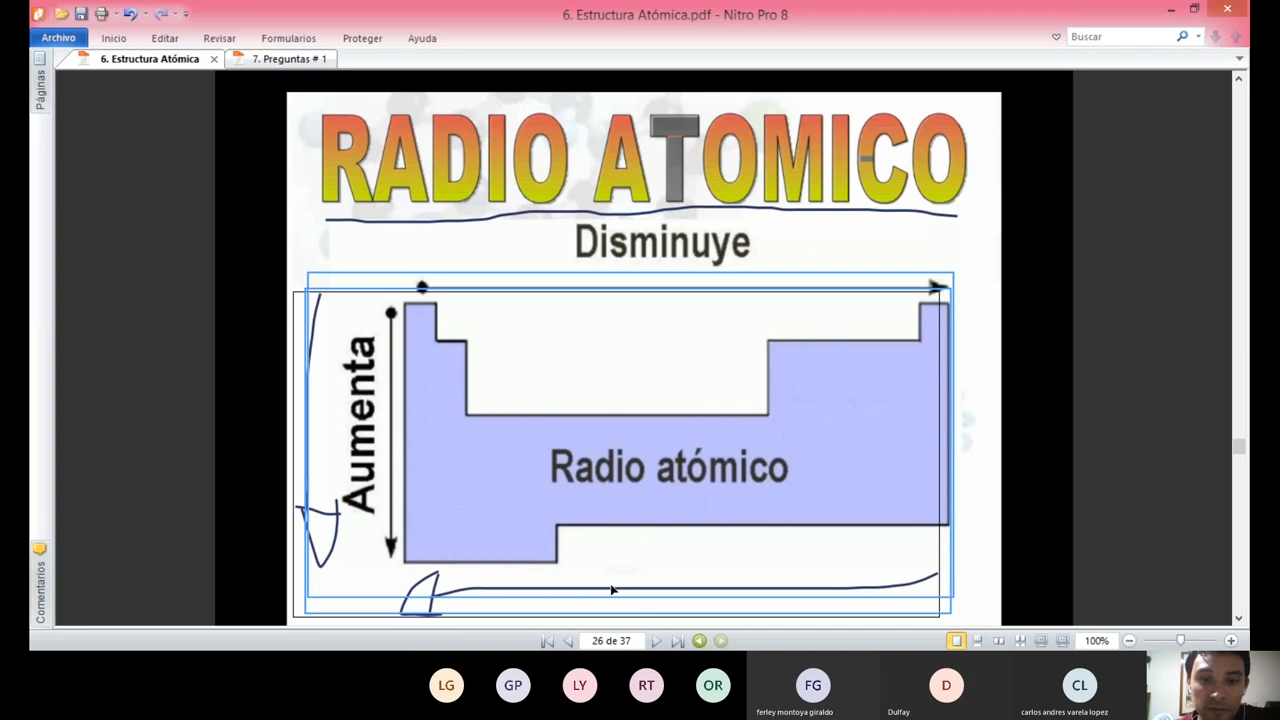 6. Estructura Atómica.pdf - Nitro Pro 8
Archivo Inicio Editar Revisar Formularios Proteger Ayuda Buscar
6. Estructura Atómica 7. Preguntas # 1
Páginas
RADIO ATOMICO
Disminuye
Aumenta
Radio atómico
Comentarios
26 de 37 100%
LG GP LY RT OR FG D CL
ferley montoya giraldo Dulfay carlos andres varela lopez